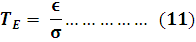 T_E = ϵ/σ … … … … … (11)